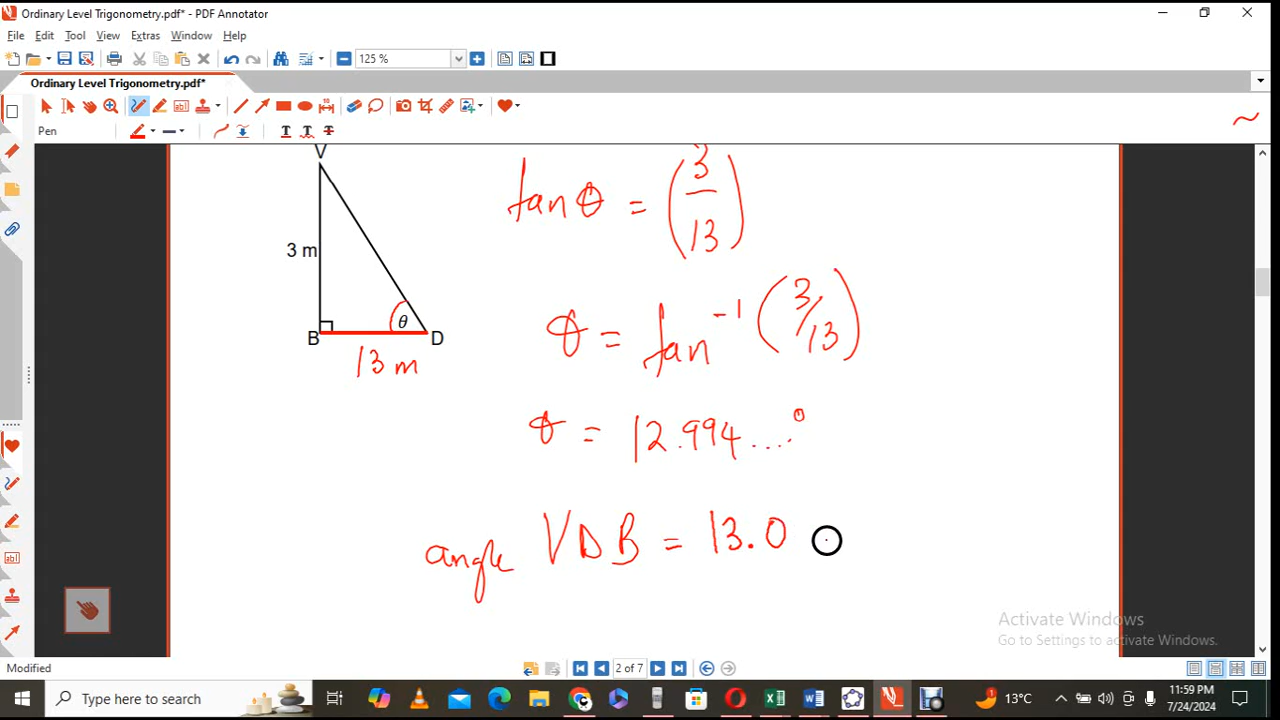 Ordinary Level Trigonometry.pdf* - PDF Annotator
File Edit Tool View Extras Window Help
125 %
Ordinary Level Trigonometry.pdf*
Pen
T T T
V
3 m
B
θ
D
13 m
tan θ = (3/13)
θ = tan⁻¹ (3/13)
θ = 12.994....°
angle VDB = 13.0
Activate Windows
Go to Settings to activate Windows.
Modified
2 of 7
Type here to search
13°C
11:59 PM
7/24/2024